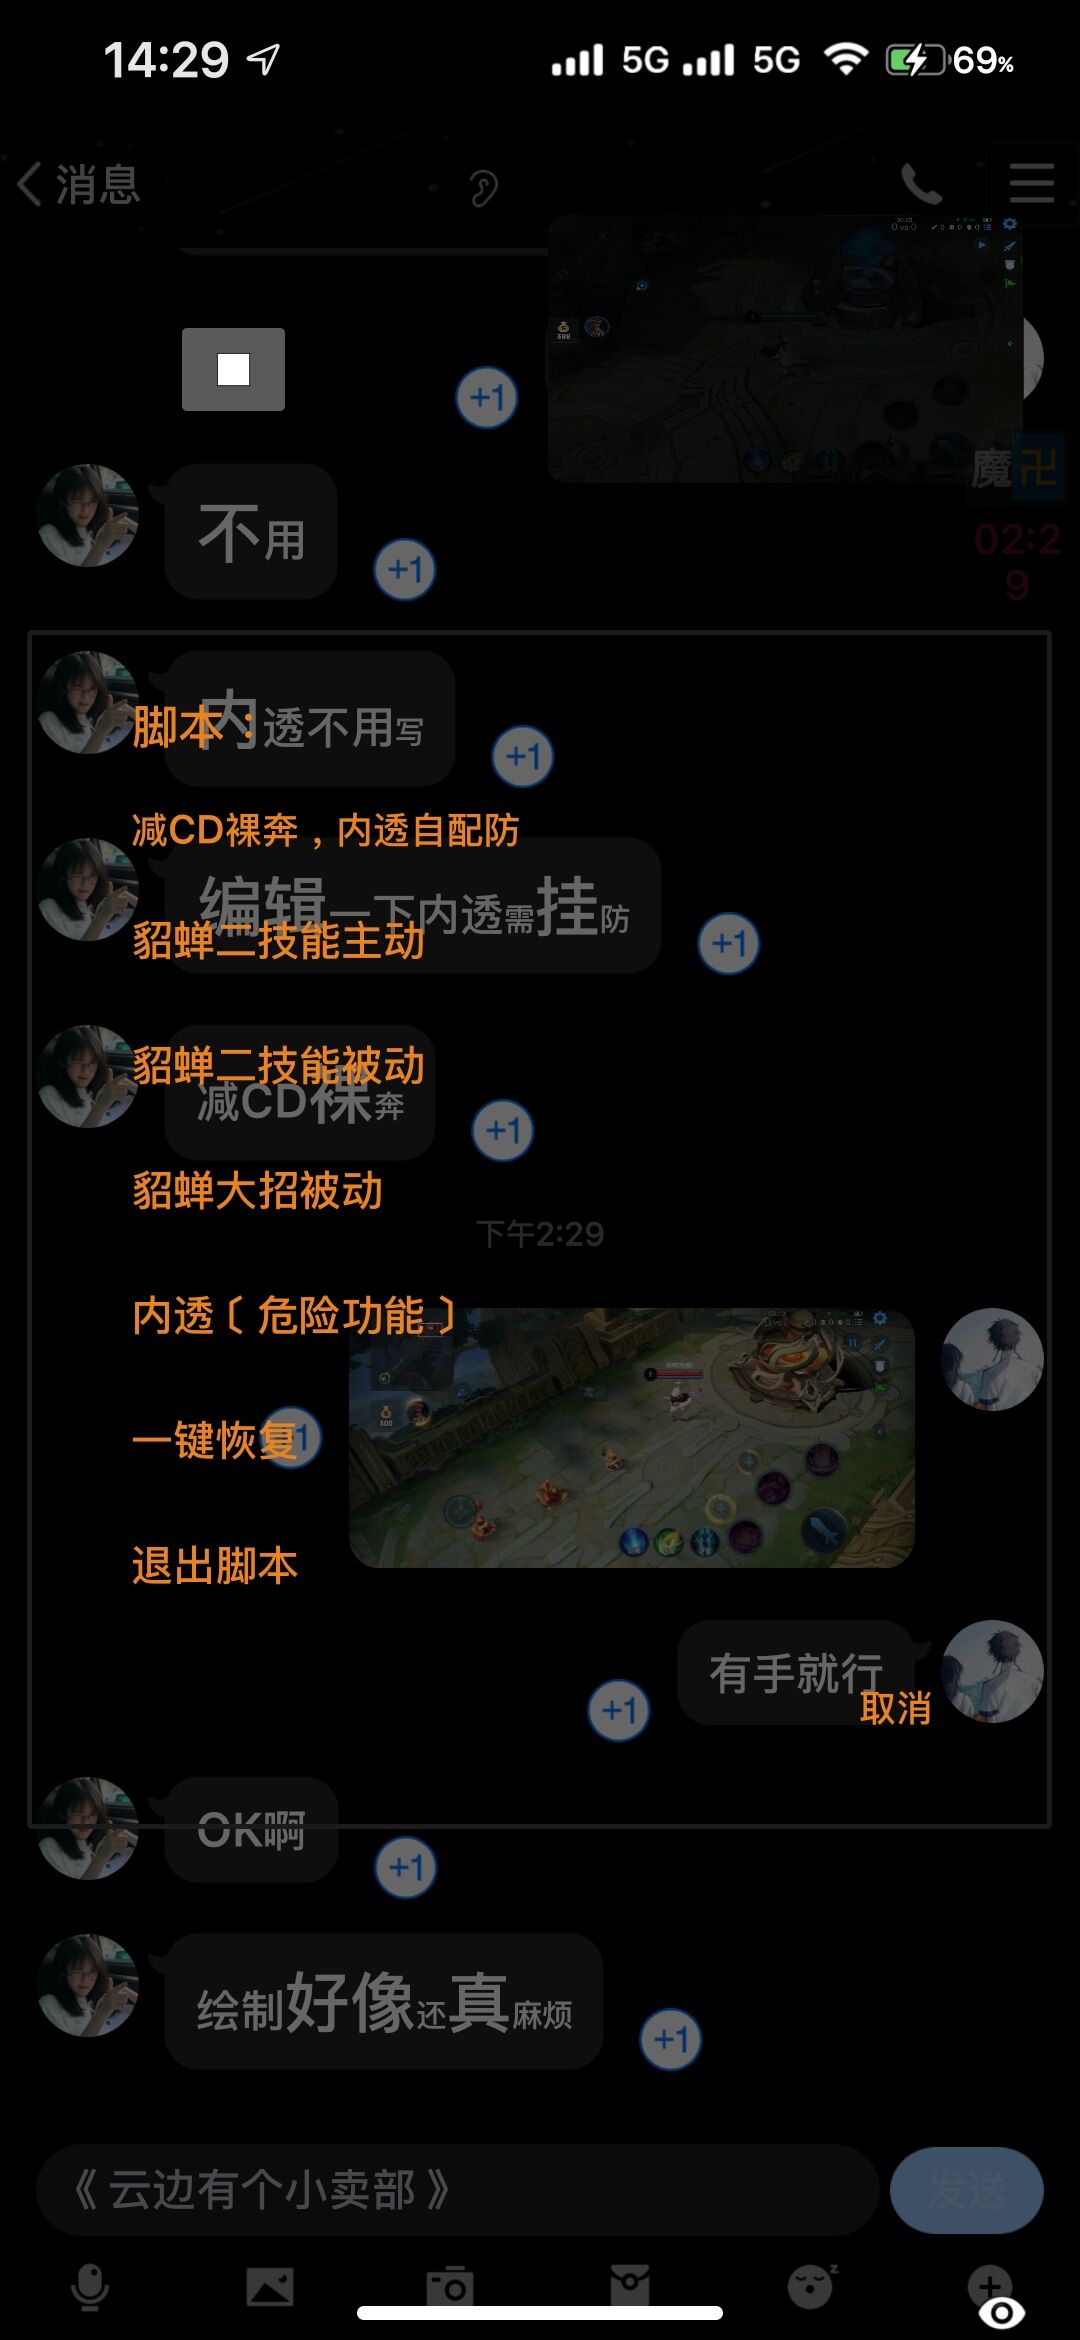 14:29
5G
5G
69%
消息
+1
388
魔卍
02:2
9
不用
+1
内透不用写
+1
脚本：
减CD裸奔，内透自配防
编辑一下内透需挂防
+1
貂蝉二技能主动
貂蝉二技能被动
减CD裸奔
+1
貂蝉大招被动
下午2:29
内透〔危险功能〕
300
一键恢复
+1
退出脚本
有手就行
+1
取消
OK啊
+1
绘制好像还真麻烦
+1
《云边有个小卖部》
发送